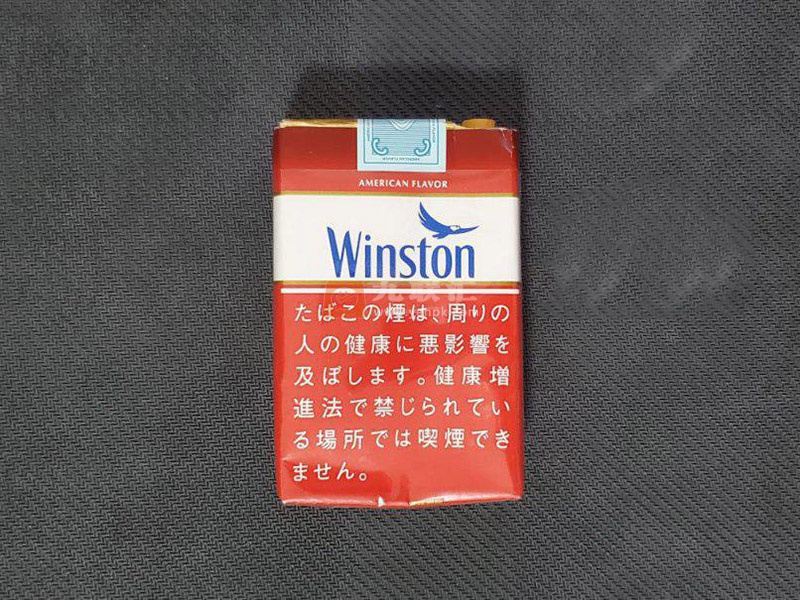 AMERICAN FLAVOR
Winston
たばこの煙は、周りの
人の健康に悪影響を
及ぼします。健康増
進法で禁じられてい
る場所では喫煙でき
ません。